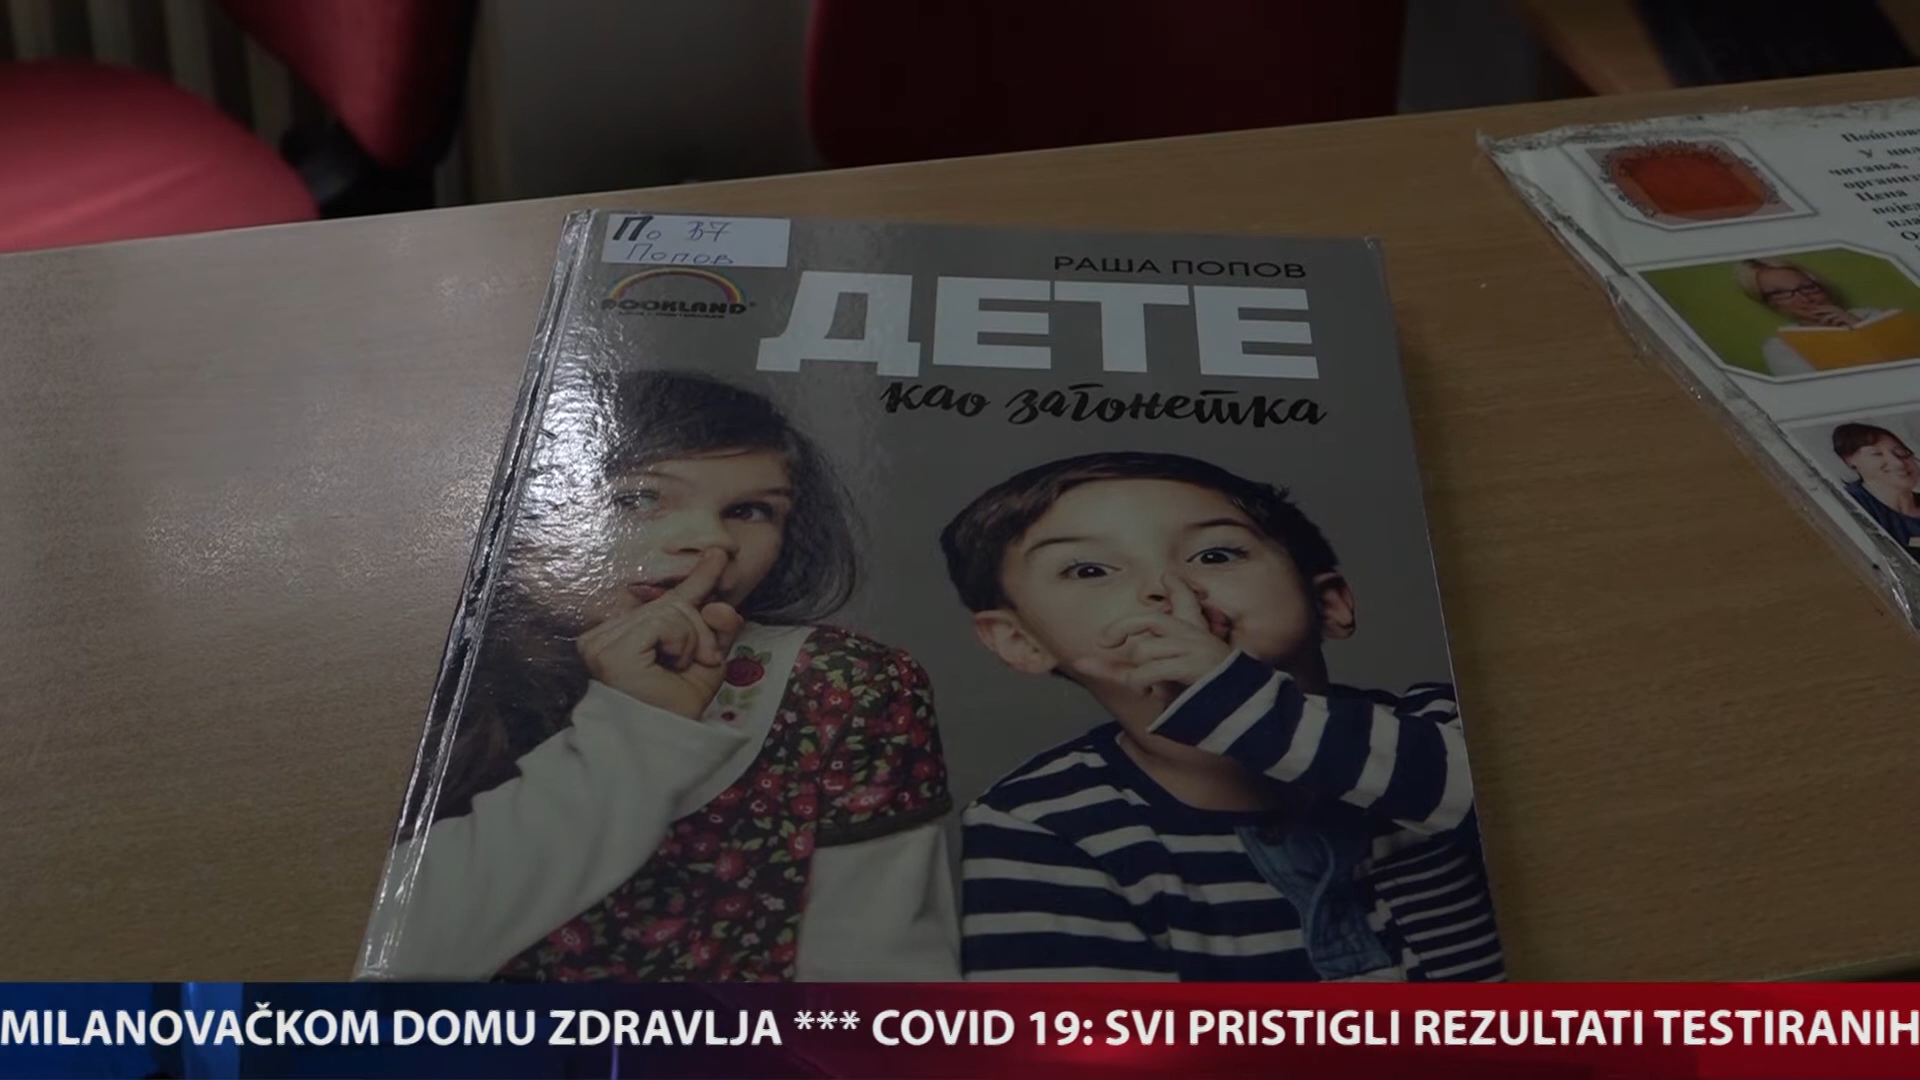 По 37
Попов
BOOKLAND
РАША ПОПОВ
ДЕТЕ
као загонетка
MILANOVAČKOM DOMU ZDRAVLJA *** COVID 19: SVI PRISTIGLI REZULTATI TESTIRANIH